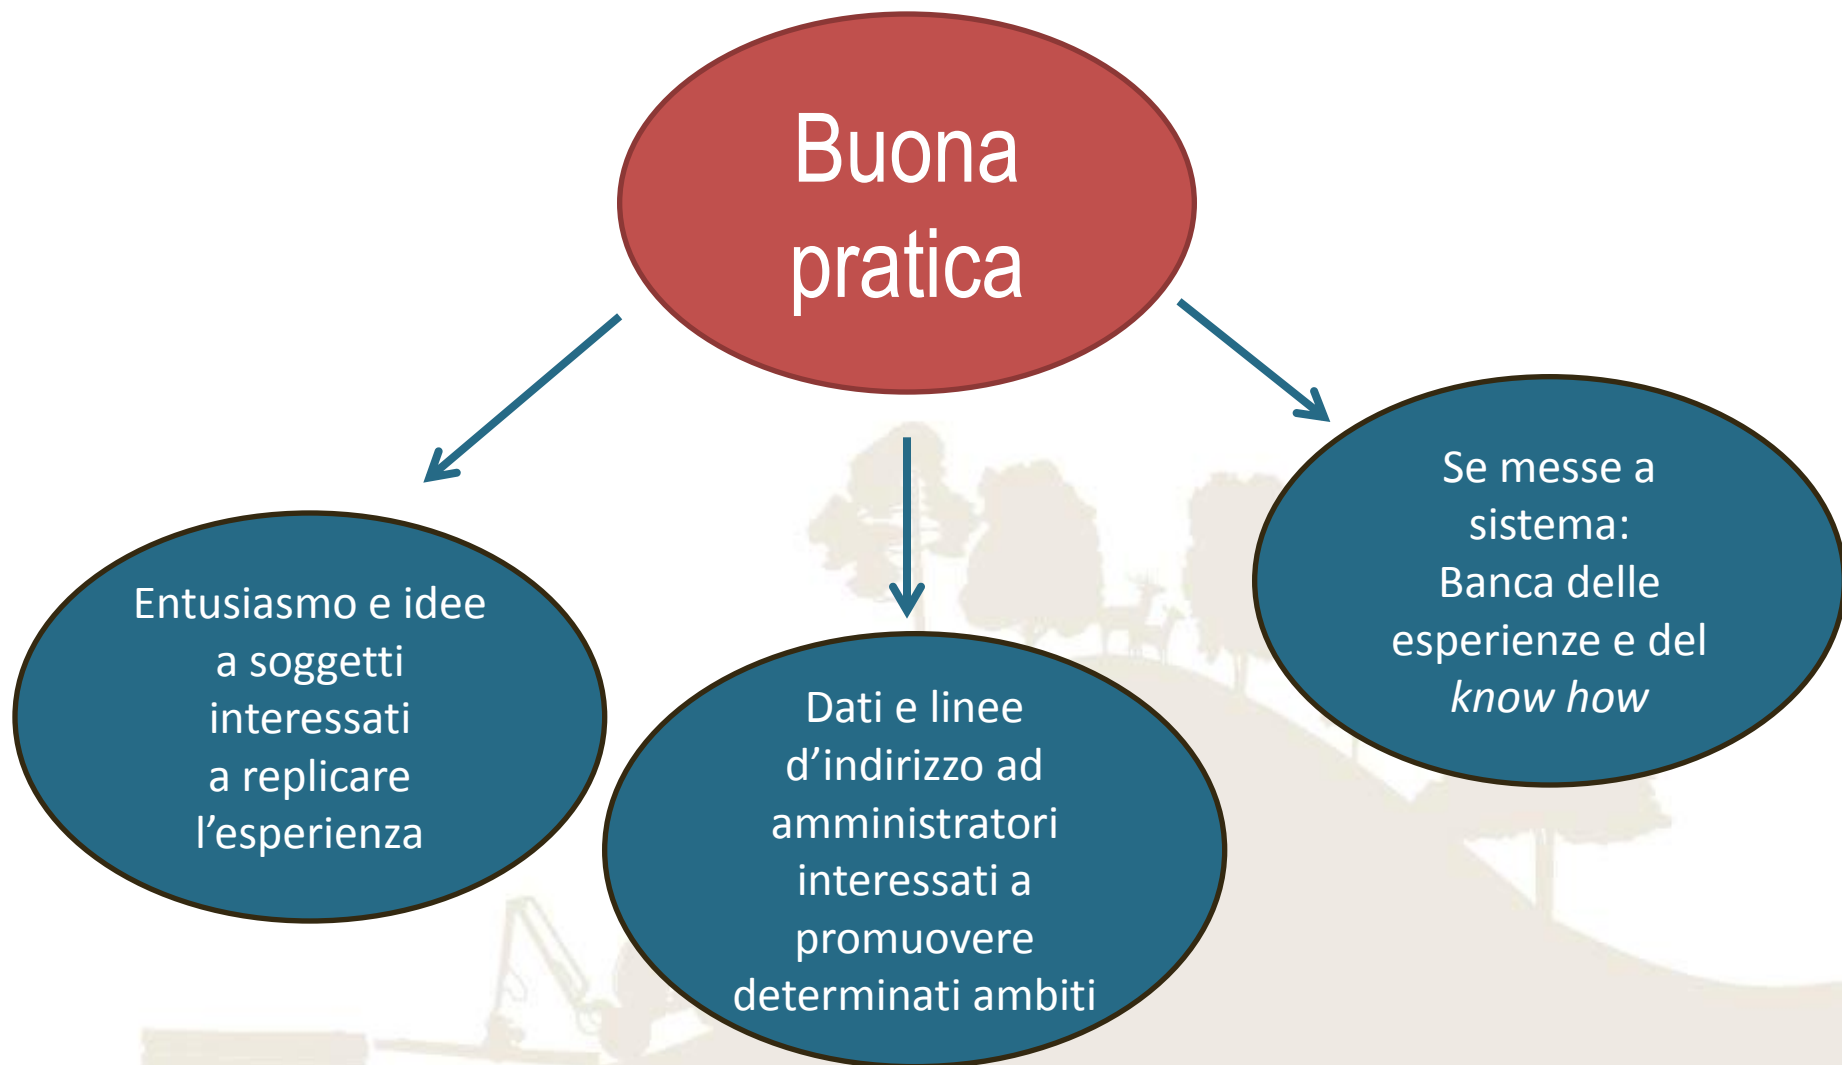 Buona
pratica
Entusiasmo e idee
a soggetti
interessati
a replicare
l’esperienza
Dati e linee
d’indirizzo ad
amministratori
interessati a
promuovere
determinati ambiti
Se messe a
sistema:
Banca delle
esperienze e del
know how